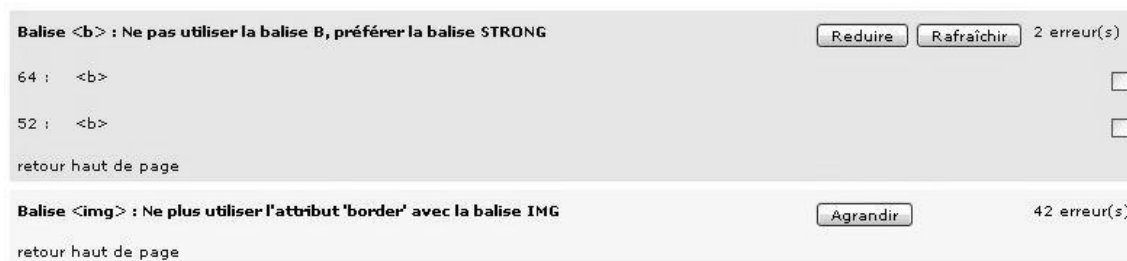 Balise <b> : Ne pas utiliser la balise B, préférer la balise STRONG Reduire Rafraîchir 2 erreur(s)
64 : <b>
52 : <b>
retour haut de page
Balise <img> : Ne plus utiliser l'attribut 'border' avec la balise IMG Agrandir 42 erreur(s)
retour haut de page